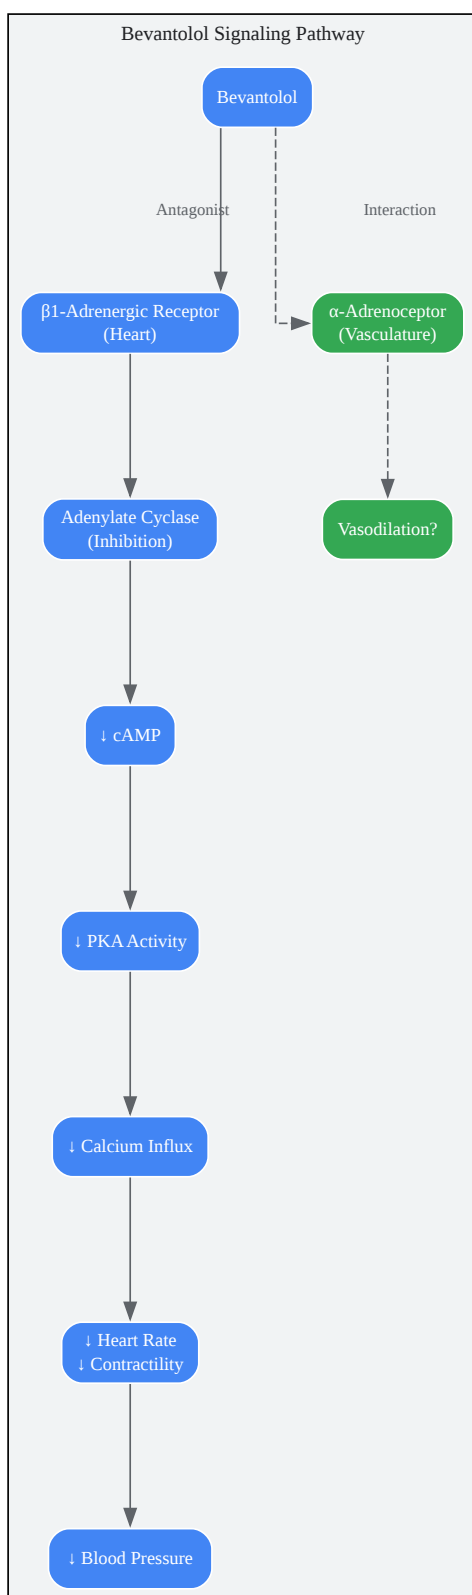 Bevantolol Signaling Pathway
Bevantolol
Antagonist
Interaction
β1-Adrenergic Receptor
(Heart)
α-Adrenoceptor
(Vasculature)
Adenylate Cyclase
(Inhibition)
Vasodilation?
↓ cAMP
↓ PKA Activity
↓ Calcium Influx
↓ Heart Rate
↓ Contractility
↓ Blood Pressure